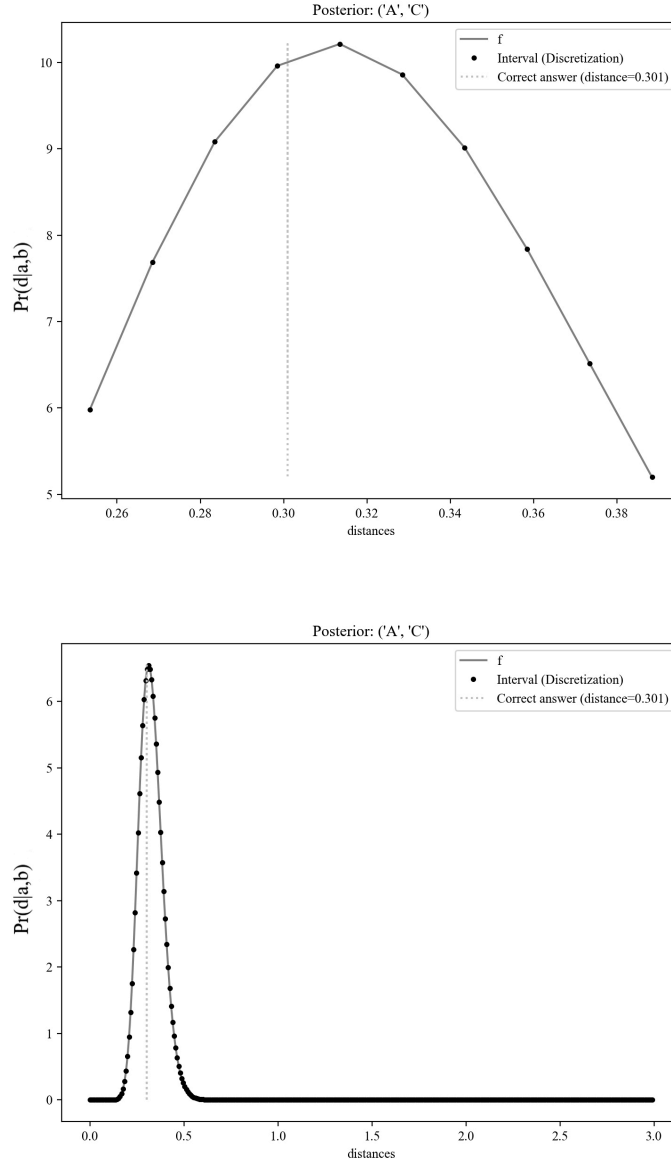 Posterior: ('A', 'C')
f
Interval (Discretization)
Correct answer (distance=0.301)
10
9
8
7
6
5
Pr(d|a,b)
0.26 0.28 0.30 0.32 0.34 0.36 0.38
distances
Posterior: ('A', 'C')
f
Interval (Discretization)
Correct answer (distance=0.301)
6
5
4
3
2
1
0
Pr(d|a,b)
0.0 0.5 1.0 1.5 2.0 2.5 3.0
distances